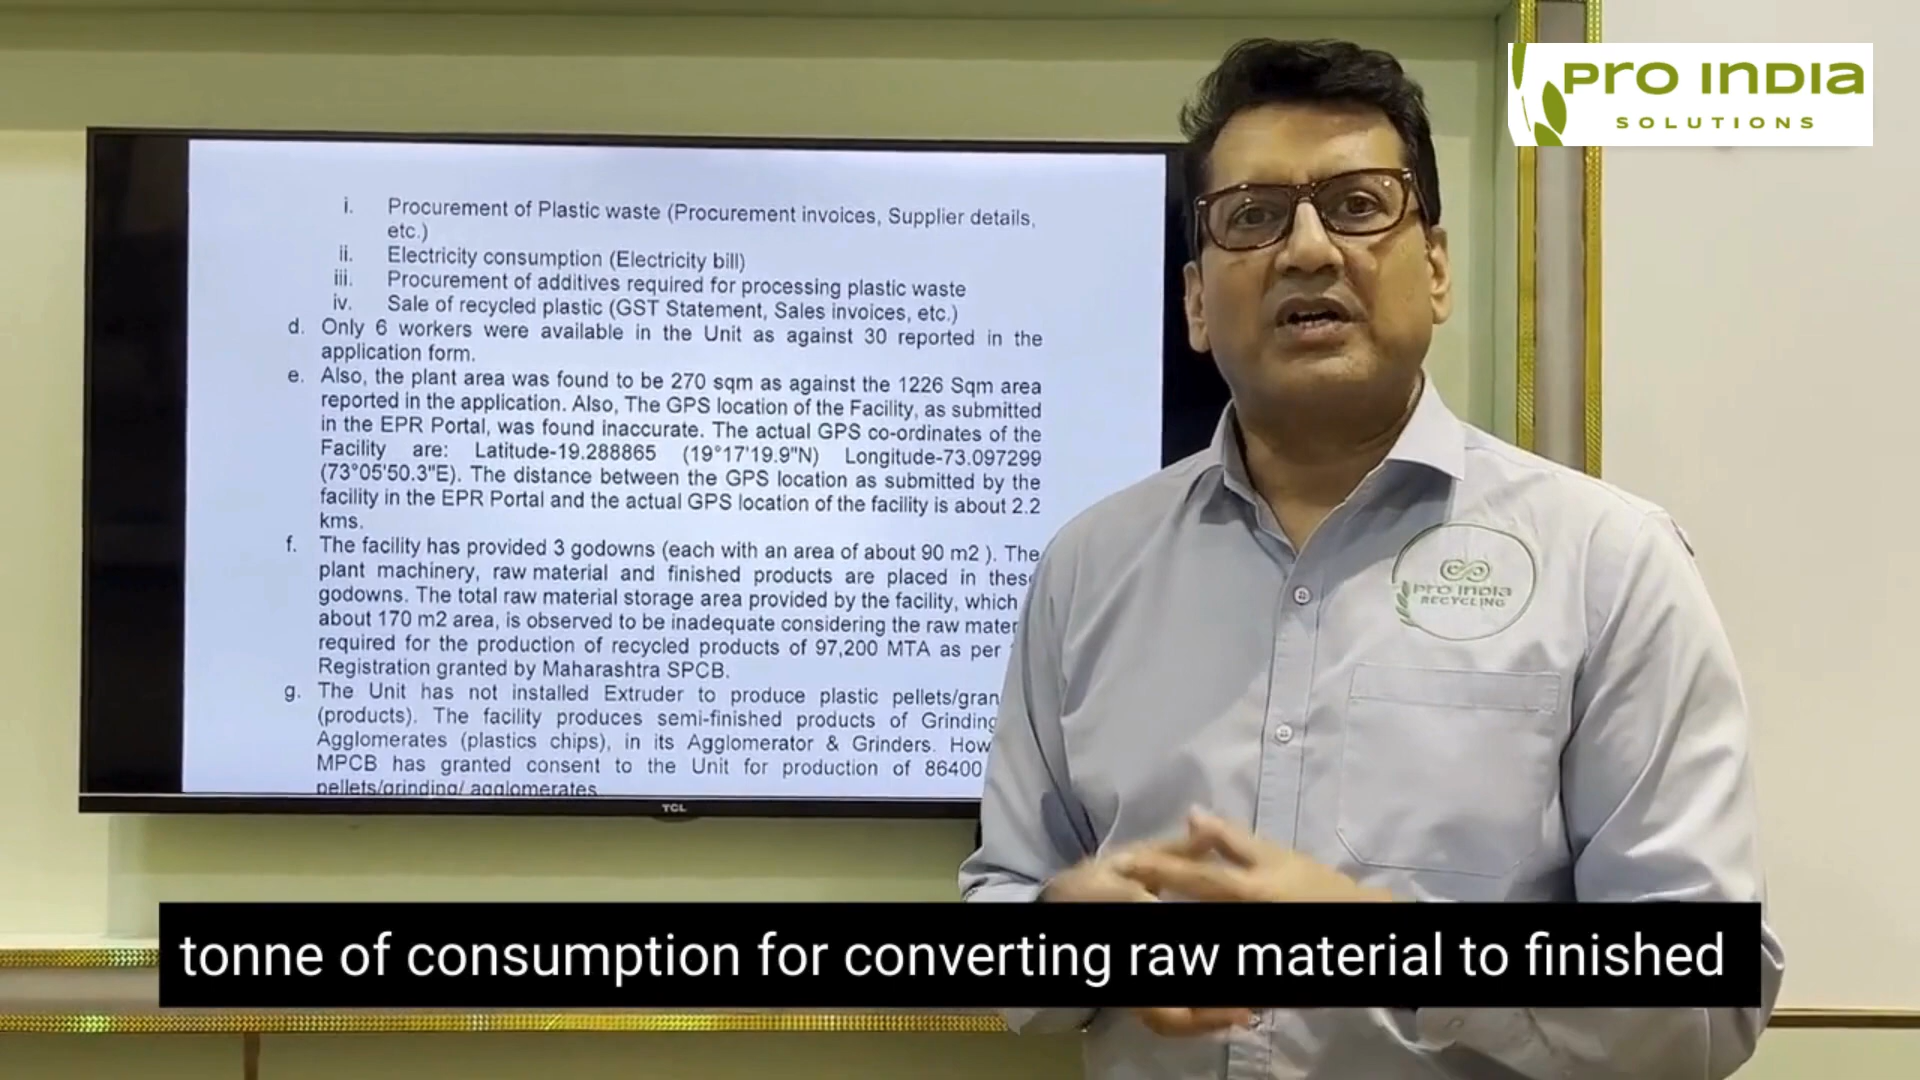 PRO INDIA
SOLUTIONS
i. Procurement of Plastic waste (Procurement invoices, Supplier details,
etc.)
ii. Electricity consumption (Electricity bill)
iii. Procurement of additives required for processing plastic waste
iv. Sale of recycled plastic (GST Statement, Sales invoices, etc.)
d. Only 6 workers were available in the Unit as against 30 reported in the
application form.
e. Also, the plant area was found to be 270 sqm as against the 1226 Sqm area
reported in the application. Also, The GPS location of the Facility, as submitted
in the EPR Portal, was found inaccurate. The actual GPS co-ordinates of the
Facility are: Latitude-19.288865 (19°17'19.9"N) Longitude-73.097299
(73°05'50.3"E). The distance between the GPS location as submitted by the
facility in the EPR Portal and the actual GPS location of the facility is about 2.2
kms.
f. The facility has provided 3 godowns (each with an area of about 90 m2 ). The
plant machinery, raw material and finished products are placed in these
godowns. The total raw material storage area provided by the facility, which
about 170 m2 area, is observed to be inadequate considering the raw mater
required for the production of recycled products of 97,200 MTA as per
Registration granted by Maharashtra SPCB.
g. The Unit has not installed Extruder to produce plastic pellets/gran
(products). The facility produces semi-finished products of Grinding
Agglomerates (plastics chips), in its Agglomerator & Grinders. How
MPCB has granted consent to the Unit for production of 86400
pellets/grinding/ agglomerates
TCL
PRO INDIA
RECYCLING
tonne of consumption for converting raw material to finished